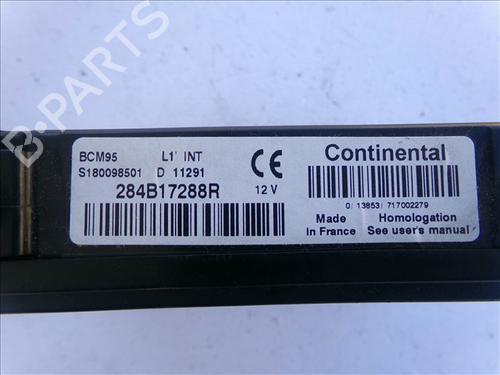 B-PARTS
BCM95 L1' INT
S180098501 D 11291
284B17288R 12 V
CE
Continental
0 13853 717002279
Made in France
Homologation See user's manual